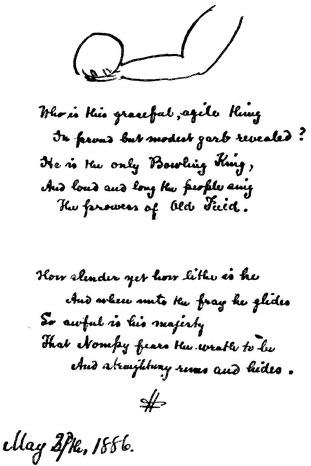 Who is this graceful, agile thing
In proud but modest garb revealed?
He is the only Bowling King,
And loud and long the people sing
The prowess of Old Fuid.
How slender yet how lithe is he
And when unto the fray he glides
So awful is his majesty
That Nompy fears the wrath to be
And straightway runs and hides.
H
May 27th, 1886.